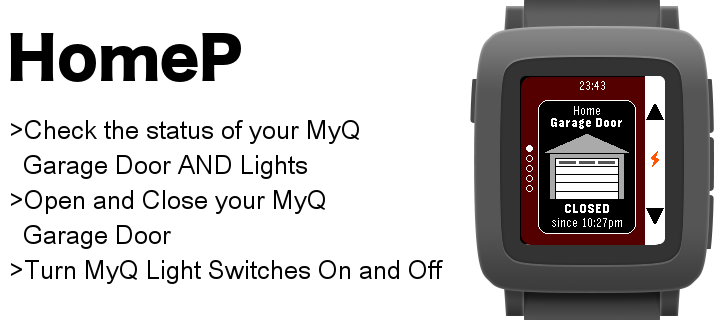 HomeP
>Check the status of your MyQ
Garage Door AND Lights
>Open and Close your MyQ
Garage Door
>Turn MyQ Light Switches On and Off
23:43
Home
Garage Door
CLOSED
since 10:27pm